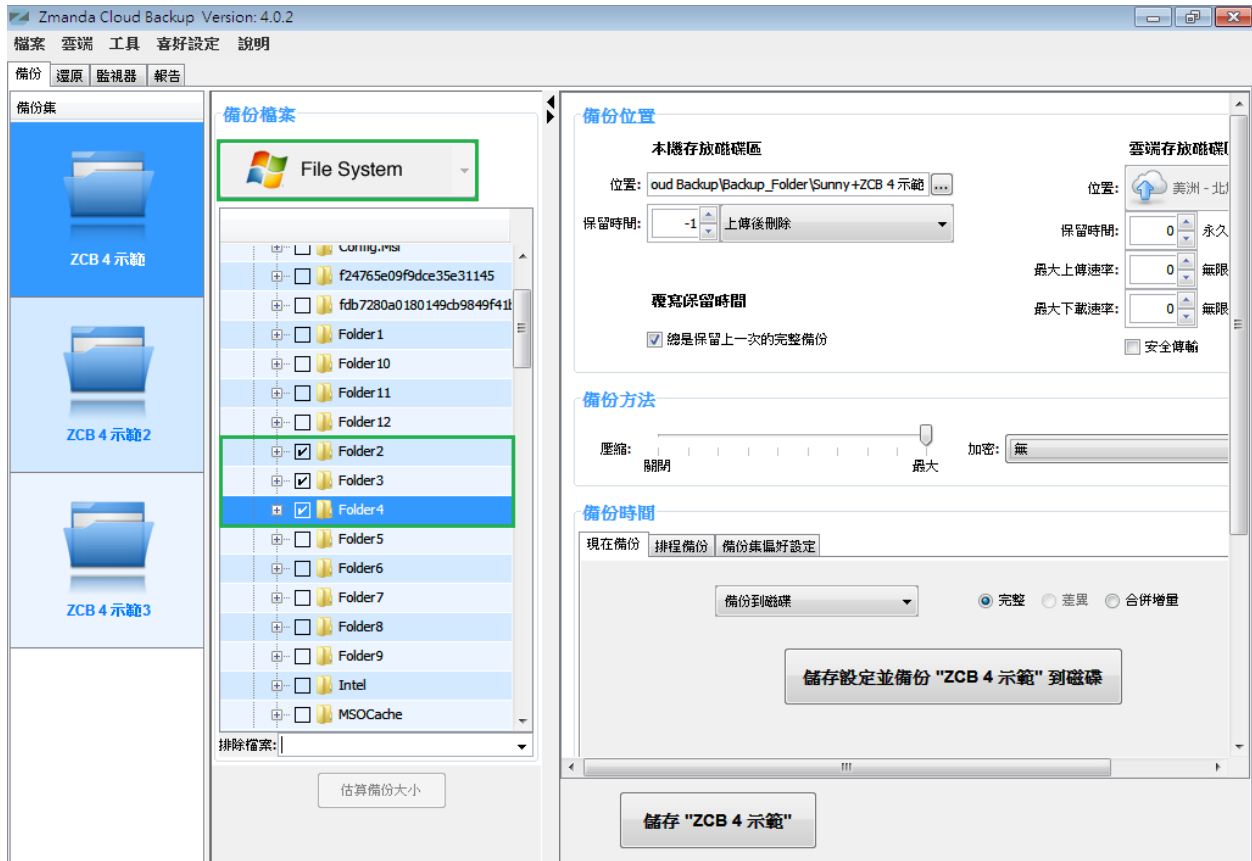 Zmanda Cloud Backup Version: 4.0.2
檔案 雲端 工具 喜好設定 說明
備份 還原 監視器 報告
備份集
ZCB 4 示範
ZCB 4 示範2
ZCB 4 示範3
備份檔案
File System
Config.Msi
f24765e09f9dce35e31145
fdb7280a0180149cb9849f41b
Folder1
Folder10
Folder11
Folder12
Folder2
Folder3
Folder4
Folder5
Folder6
Folder7
Folder8
Folder9
Intel
MSOCache
排除檔案:
估算備份大小
備份位置
本機存放磁碟區
位置: oud Backup\Backup_Folder\Sunny+ZCB 4 示範 ...
保留時間: -1 上傳後刪除
覆寫保留時間
總是保留上一次的完整備份
雲端存放磁碟
位置: 美洲 - 北
保留時間: 0 永久
最大上傳速率: 0 無限
最大下載速率: 0 無限
安全傳輸
備份方法
壓縮: 關閉 最大
加密: 無
備份時間
現在備份 排程備份 備份集偏好設定
備份到磁碟 完整 差異 合併增量
儲存設定並備份 "ZCB 4 示範" 到磁碟
儲存 "ZCB 4 示範"